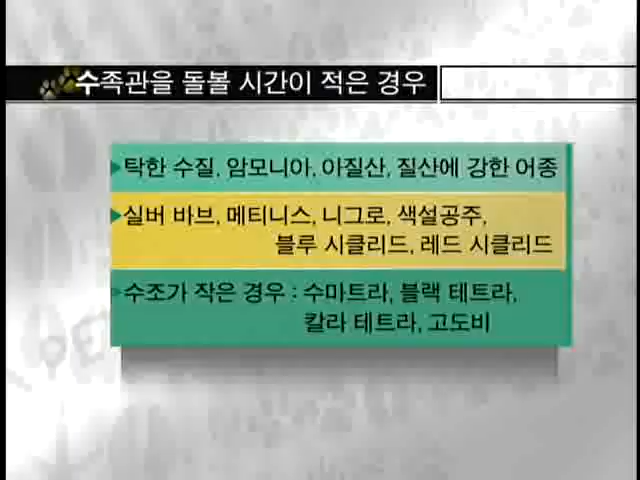 수족관을 돌볼 시간이 적은 경우
▶탁한 수질, 암모니아, 아질산, 질산에 강한 어종
▶실버 바브, 메티니스, 니그로, 색설공주,
블루 시클리드, 레드 시클리드
▶수조가 작은 경우 : 수마트라, 블랙 테트라,
칼라 테트라, 고도비